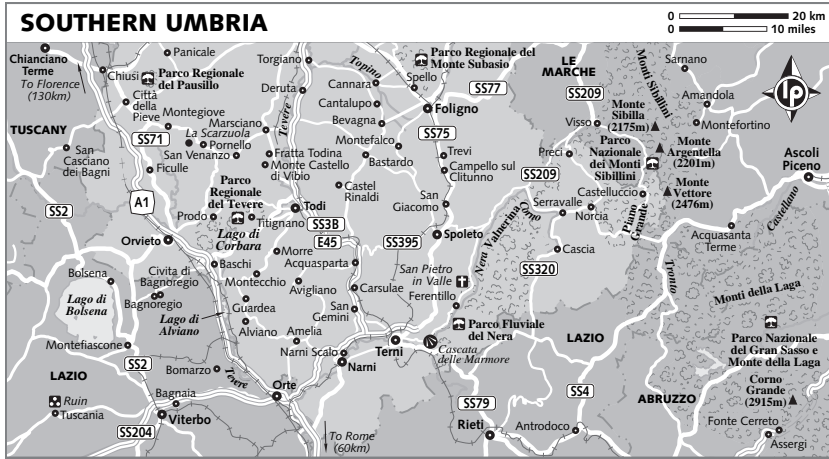 SOUTHERN UMBRIA
0 20 km
0 10 miles
Chianciano
Terme
To Florence
(130km)
Chiusi
Panicale
Parco Regionale
del Pausillo
Città
della
Pieve
Montegiove
SS71
La Scarzuola
Pornello
San Venanzo
Ficulle
TUSCANY
San
Casciano
dei Bagni
SS2
A1
Torgiano
Deruta
Tevere
Marsciano
Fratta Todina
Monte Castello
di Vibio
Parco
Regionale
del Tevere
Prodo
Titignano
Lago di
Corbara
Todi
SS3B
E45
Topino
Cannara
Cantalupo
Bevagna
Montefalco
Bastardo
Castel
Rinaldi
Parco Regionale del
Monte Subasio
Spello
SS77
Foligno
SS75
Trevi
Campello sul
Clitunno
San
Giacomo
Spoleto
SS395
LE
MARCHE
SS209
Visso
Preci
SS209
Monte
Sibilla
(2175m)
Parco
Nazionale
dei Monti
Sibillini
Monti Sibillini
Sarnano
Amandola
Montefortino
Monte
Argentella
(2201m)
Monte
Vettore
(2476m)
Castelluccio
Piano
Grande
Ascoli
Piceno
Castellano
Acquasanta
Terme
Serravalle
Norcia
Corno
Valnerina
Nera
Cascia
SS320
Orvieto
Bolsena
Lago di
Bolsena
Civita di
Bagnoregio
Bagnoregio
Baschi
Montecchio
Morre
Acquasparta
Avigliano
Carsulae
San
Gemini
Guardea
Alviano
Lago di
Alviano
Amelia
Narni Scalo
Narni
Terni
San Pietro
in Valle
Ferentillo
Parco Fluviale
del Nera
Cascata
delle Marmore
Tronto
Monti della Laga
Parco Nazionale
del Gran Sasso e
Monte della Laga
Corno
Grande
(2915m)
Fonte Cerreto
Assergi
Montefiascone
SS2
LAZIO
Ruin
Tuscania
Bomarzo
Bagnaia
Viterbo
SS204
Tevere
Orte
To Rome
(60km)
SS79
Rieti
LAZIO
SS4
Antrodoco
ABRUZZO
lp